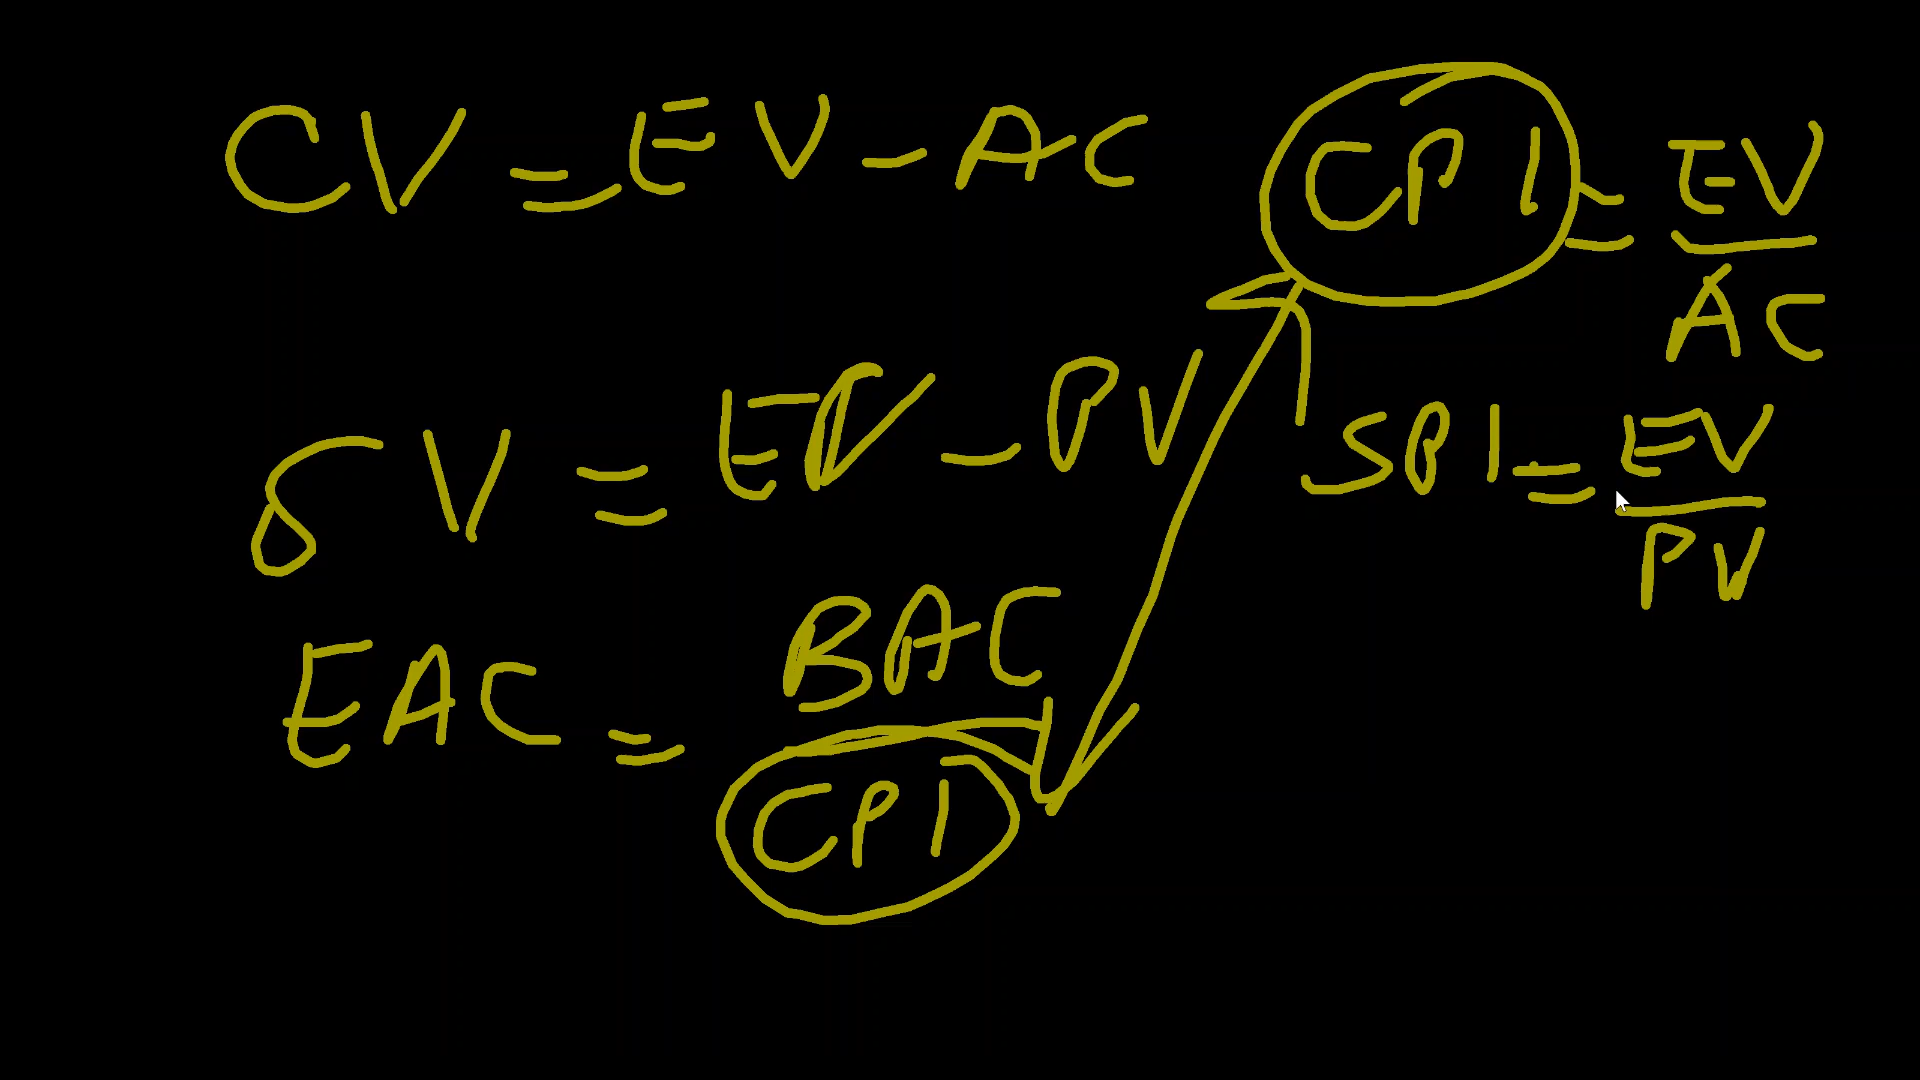 CV = EV - AC
CPI = EV
AC
SV = EV - PV
SPI = EV
PV
EAC = BAC
CPI